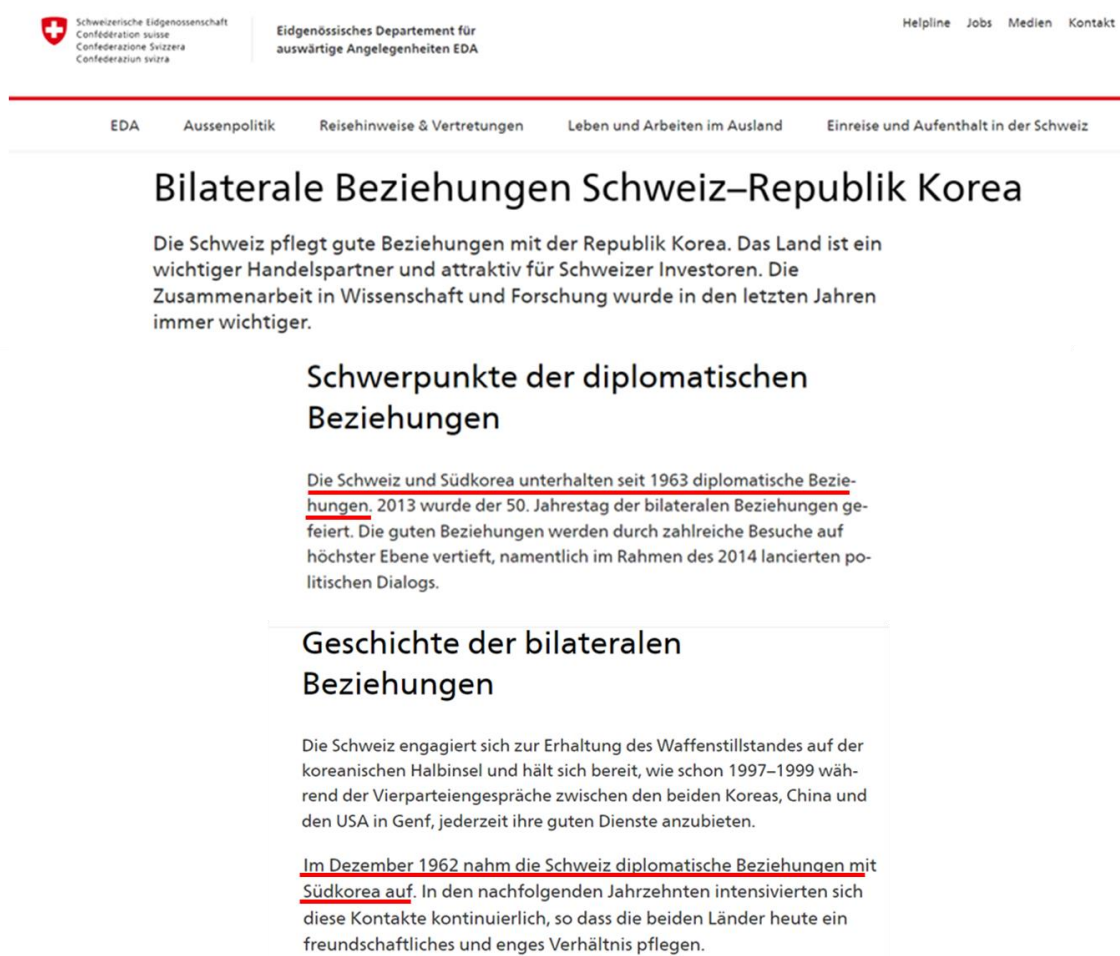 Schweizerische Eidgenossenschaft
Confédération suisse
Confederazione Svizzera
Confederaziun svizra
Eidgenössisches Departement für
auswärtige Angelegenheiten EDA
Helpline Jobs Medien Kontakt
EDA Aussenpolitik Reisehinweise & Vertretungen Leben und Arbeiten im Ausland Einreise und Aufenthalt in der Schweiz
Bilaterale Beziehungen Schweiz–Republik Korea
Die Schweiz pflegt gute Beziehungen mit der Republik Korea. Das Land ist ein
wichtiger Handelspartner und attraktiv für Schweizer Investoren. Die
Zusammenarbeit in Wissenschaft und Forschung wurde in den letzten Jahren
immer wichtiger.
Schwerpunkte der diplomatischen
Beziehungen
Die Schweiz und Südkorea unterhalten seit 1963 diplomatische Bezie-
hungen. 2013 wurde der 50. Jahrestag der bilateralen Beziehungen ge-
feiert. Die guten Beziehungen werden durch zahlreiche Besuche auf
höchster Ebene vertieft, namentlich im Rahmen des 2014 lancierten po-
litischen Dialogs.
Geschichte der bilateralen
Beziehungen
Die Schweiz engagiert sich zur Erhaltung des Waffenstillstandes auf der
koreanischen Halbinsel und hält sich bereit, wie schon 1997–1999 wäh-
rend der Vierparteiengespräche zwischen den beiden Koreas, China und
den USA in Genf, jederzeit ihre guten Dienste anzubieten.
Im Dezember 1962 nahm die Schweiz diplomatische Beziehungen mit
Südkorea auf. In den nachfolgenden Jahrzehnten intensivierten sich
diese Kontakte kontinuierlich, so dass die beiden Länder heute ein
freundschaftliches und enges Verhältnis pflegen.